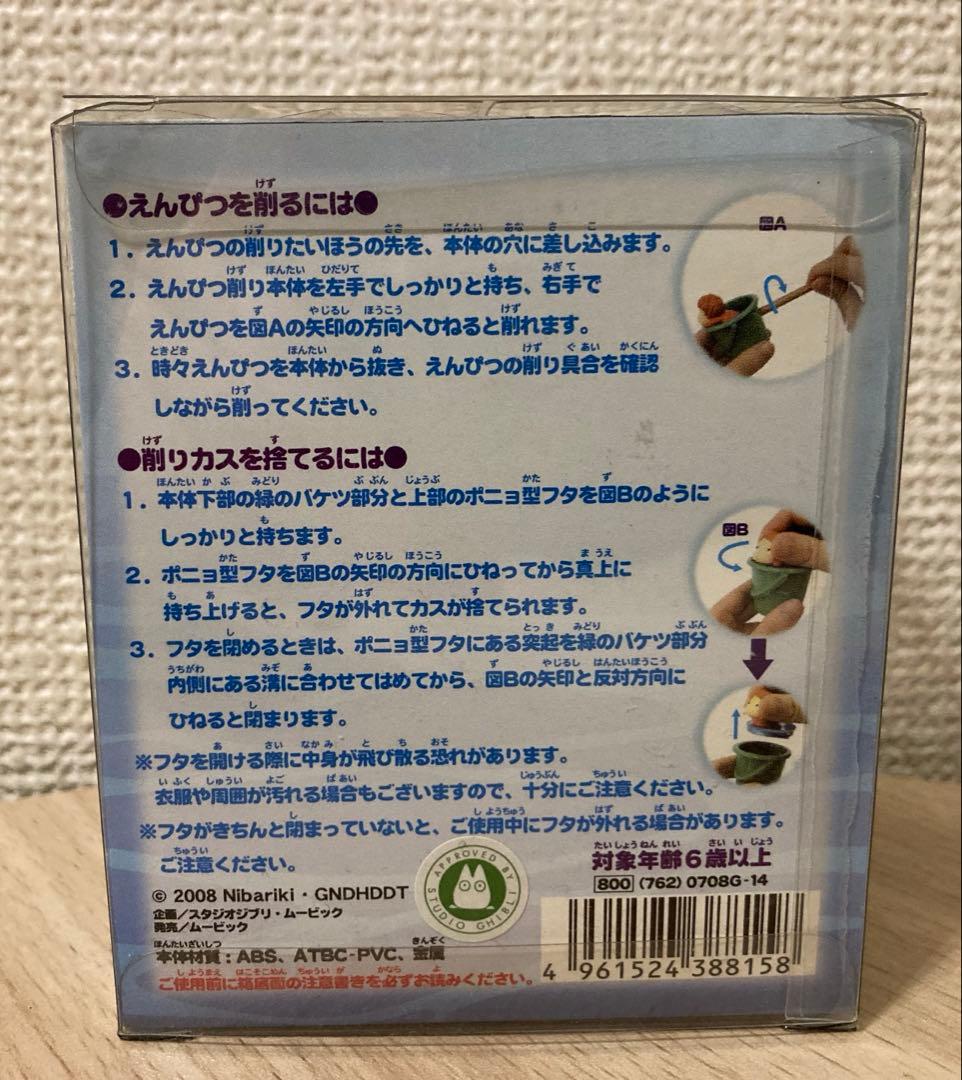 ●えんぴつを削るには●
1. えんぴつの削りたいほうの先を、本体の穴に差し込みます。
2. えんぴつ削り本体を左手でしっかりと持ち、右手で
えんぴつを図Aの矢印の方向へひねると削れます。
3. 時々えんぴつを本体から抜き、えんぴつの削り具合を確認
しながら削ってください。
図A
●削りカスを捨てるには●
1. 本体下部の緑のバケツ部分と上部のポニョ型フタを図Bのように
しっかりと持ちます。
2. ポニョ型フタを図Bの矢印の方向にひねってから真上に
持ち上げると、フタが外れてカスが捨てられます。
3. フタを閉めるときは、ポニョ型フタにある突起を緑のバケツ部分
内側にある溝に合わせてはめてから、図Bの矢印と反対方向に
ひねると閉まります。
図B
※フタを開ける際に中身が飛び散る恐れがあります。
衣服や周囲が汚れる場合もございますので、十分にご注意ください。
※フタがきちんと閉まっていないと、ご使用中にフタが外れる場合があります。
ご注意ください。
対象年齢6歳以上
800 (762) 0708G-14
© 2008 Nibariki・GNDHDDT
企画/スタジオジブリ・ムービック
発売/ムービック
APPROVED BY STUDIO GHIBLI
本体材質：ABS、ATBC-PVC、金属
ご使用前に箱底面の注意書きを必ずお読みください。
4 961524 388158